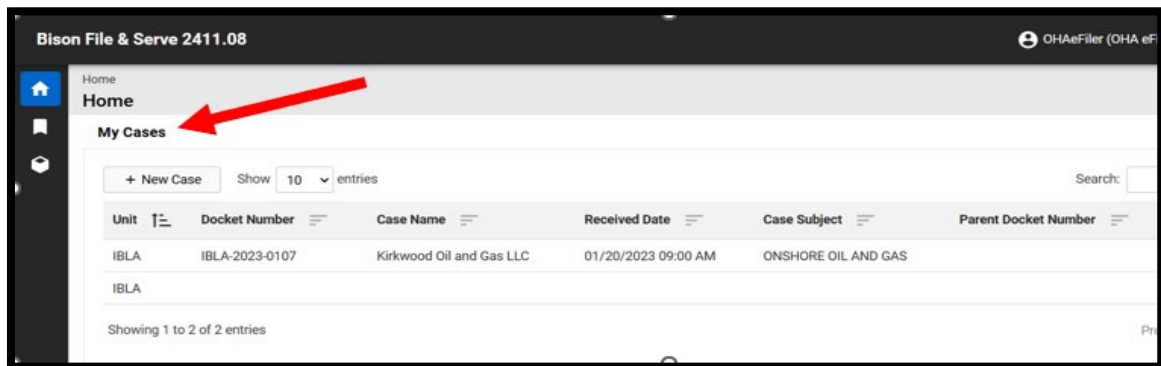 Bison File & Serve 2411.08 OHAeFiler (OHA eFi
Home
Home
My Cases
+ New Case Show 10 entries Search:
Unit Docket Number Case Name Received Date Case Subject Parent Docket Number
IBLA IBLA-2023-0107 Kirkwood Oil and Gas LLC 01/20/2023 09:00 AM ONSHORE OIL AND GAS
IBLA
Showing 1 to 2 of 2 entries Pre